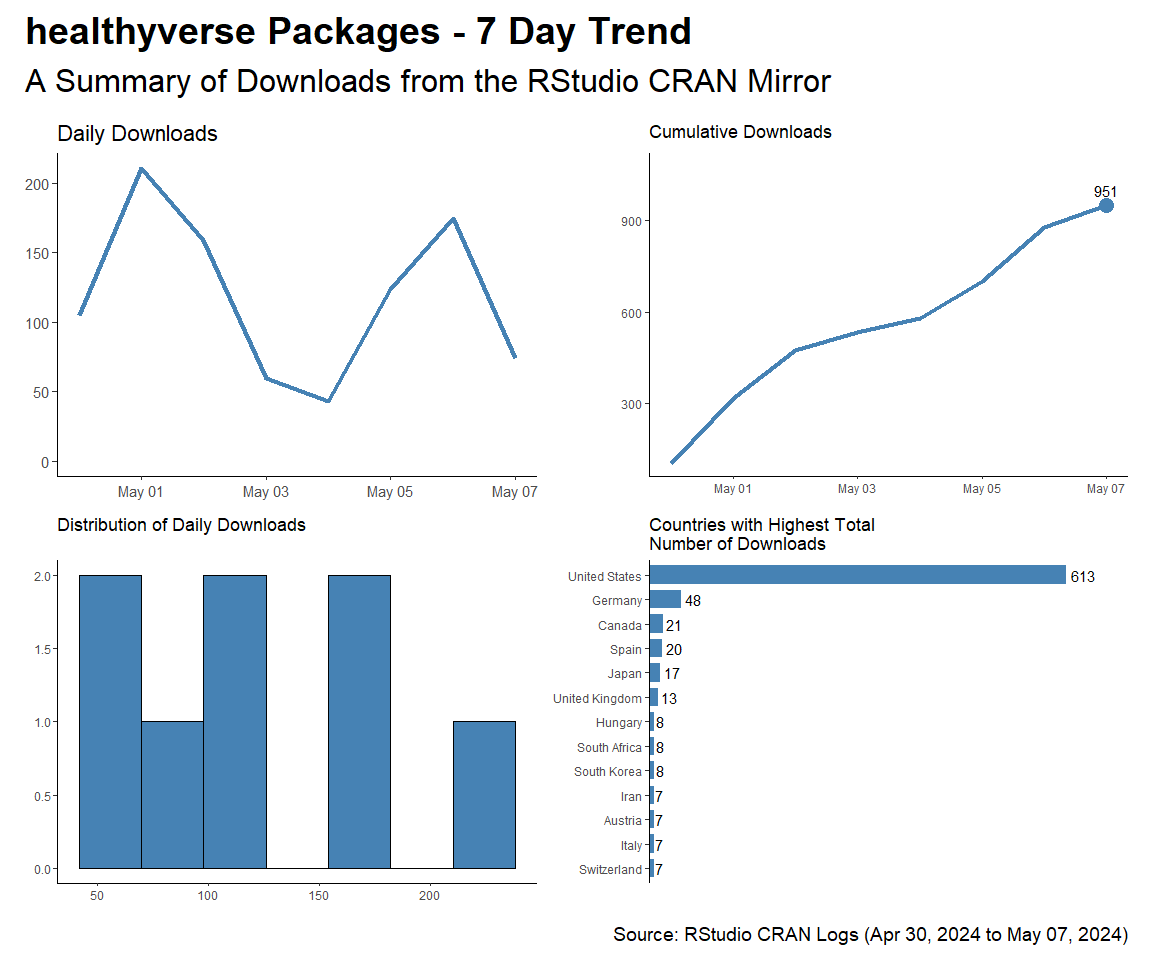 healthyverse Packages - 7 Day Trend
A Summary of Downloads from the RStudio CRAN Mirror
Daily Downloads
200
150
100
50
0
May 01 May 03 May 05 May 07
Cumulative Downloads
951
900
600
300
May 01 May 03 May 05 May 07
Distribution of Daily Downloads
2.0
1.5
1.0
0.5
0.0
50 100 150 200
Countries with Highest Total
Number of Downloads
United States 613
Germany 48
Canada 21
Spain 20
Japan 17
United Kingdom 13
Hungary 8
South Africa 8
South Korea 8
Iran 7
Austria 7
Italy 7
Switzerland 7
Source: RStudio CRAN Logs (Apr 30, 2024 to May 07, 2024)